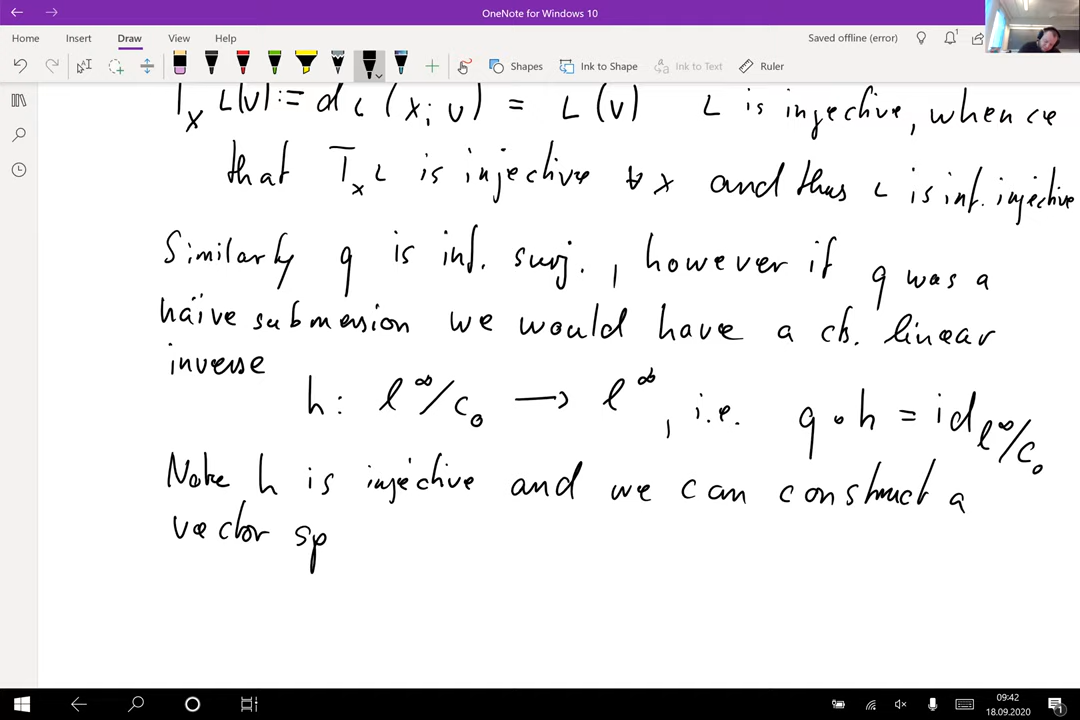 OneNote for Windows 10
Home Insert Draw View Help
Saved offline (error)
Shapes Ink to Shape Ink to Text Ruler
T_x ι(v) := dι(x; v) = ι(v) ι is injective, whence
that T_x ι is injective ∀x and thus ι is inf. injective
Similarly q is inf. surj., however if q was a
naïve submersion we would have a cts. linear
inverse
h: ℓ^∞/c_0 → ℓ^∞, i.e. q∘h = id_{ℓ^∞/c_0}
Note h is injective and we can construct a
vector sp
09:42
18.09.2020